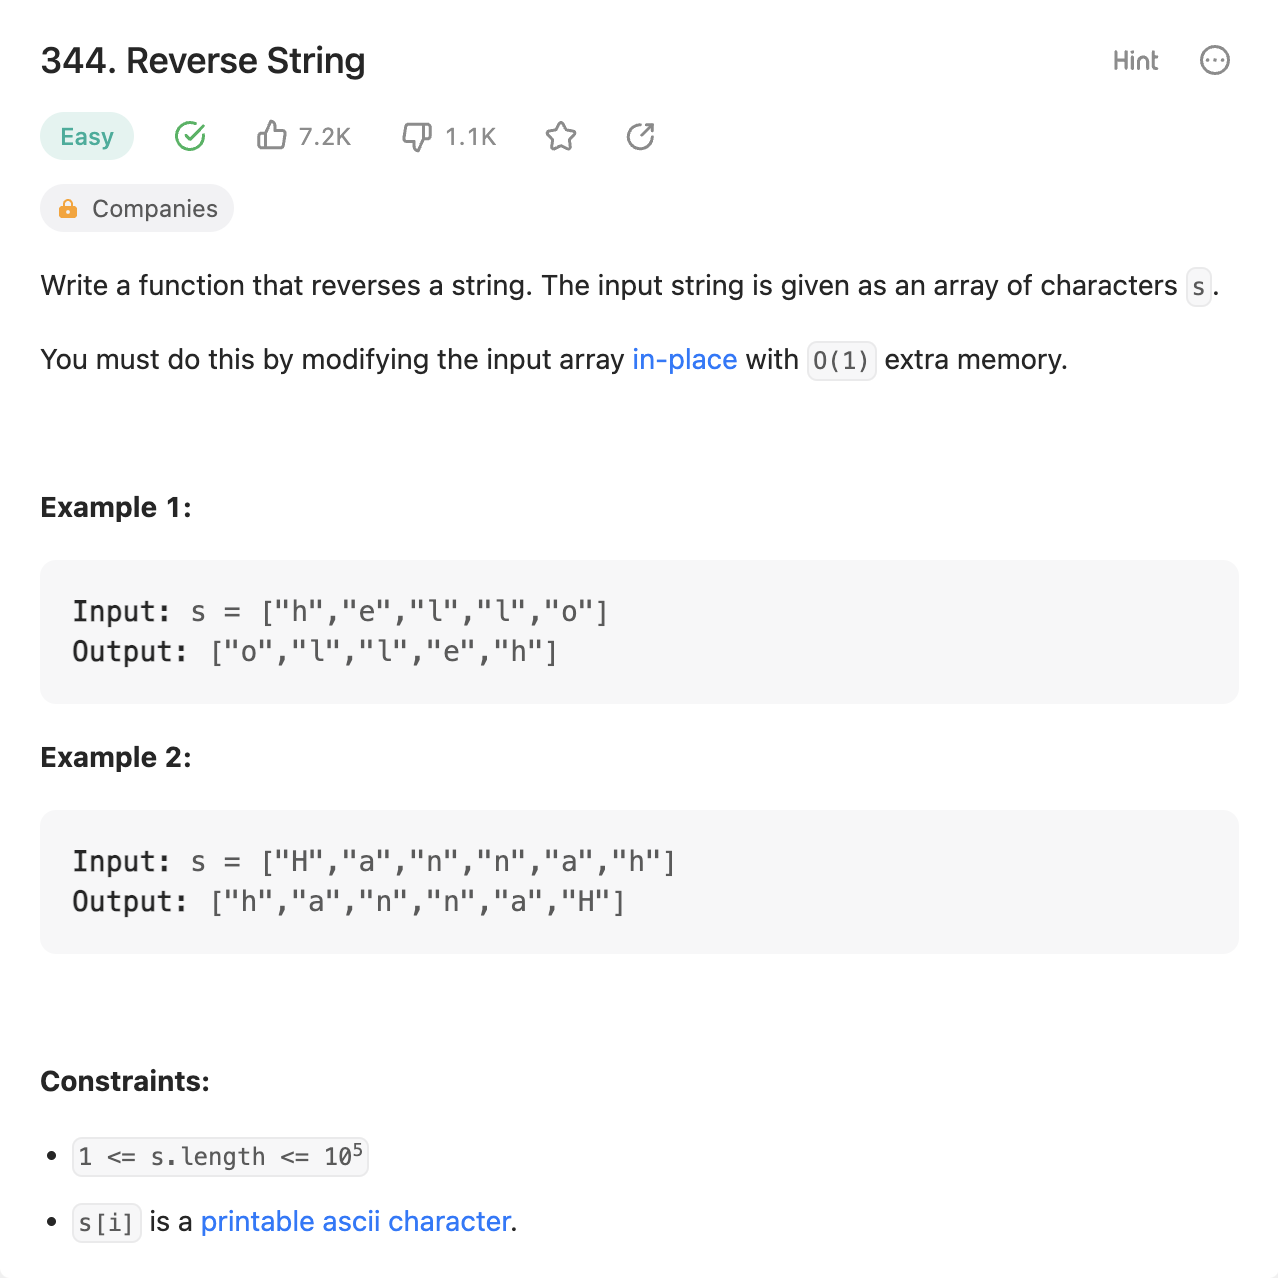 344. Reverse String
Hint
Easy
7.2K
1.1K
Companies
Write a function that reverses a string. The input string is given as an array of characters s.
You must do this by modifying the input array in-place with O(1) extra memory.
Example 1:
Input: s = ["h","e","l","l","o"]
Output: ["o","l","l","e","h"]
Example 2:
Input: s = ["H","a","n","n","a","h"]
Output: ["h","a","n","n","a","H"]
Constraints:
• 1 <= s.length <= 10⁵
• s[i] is a printable ascii character.